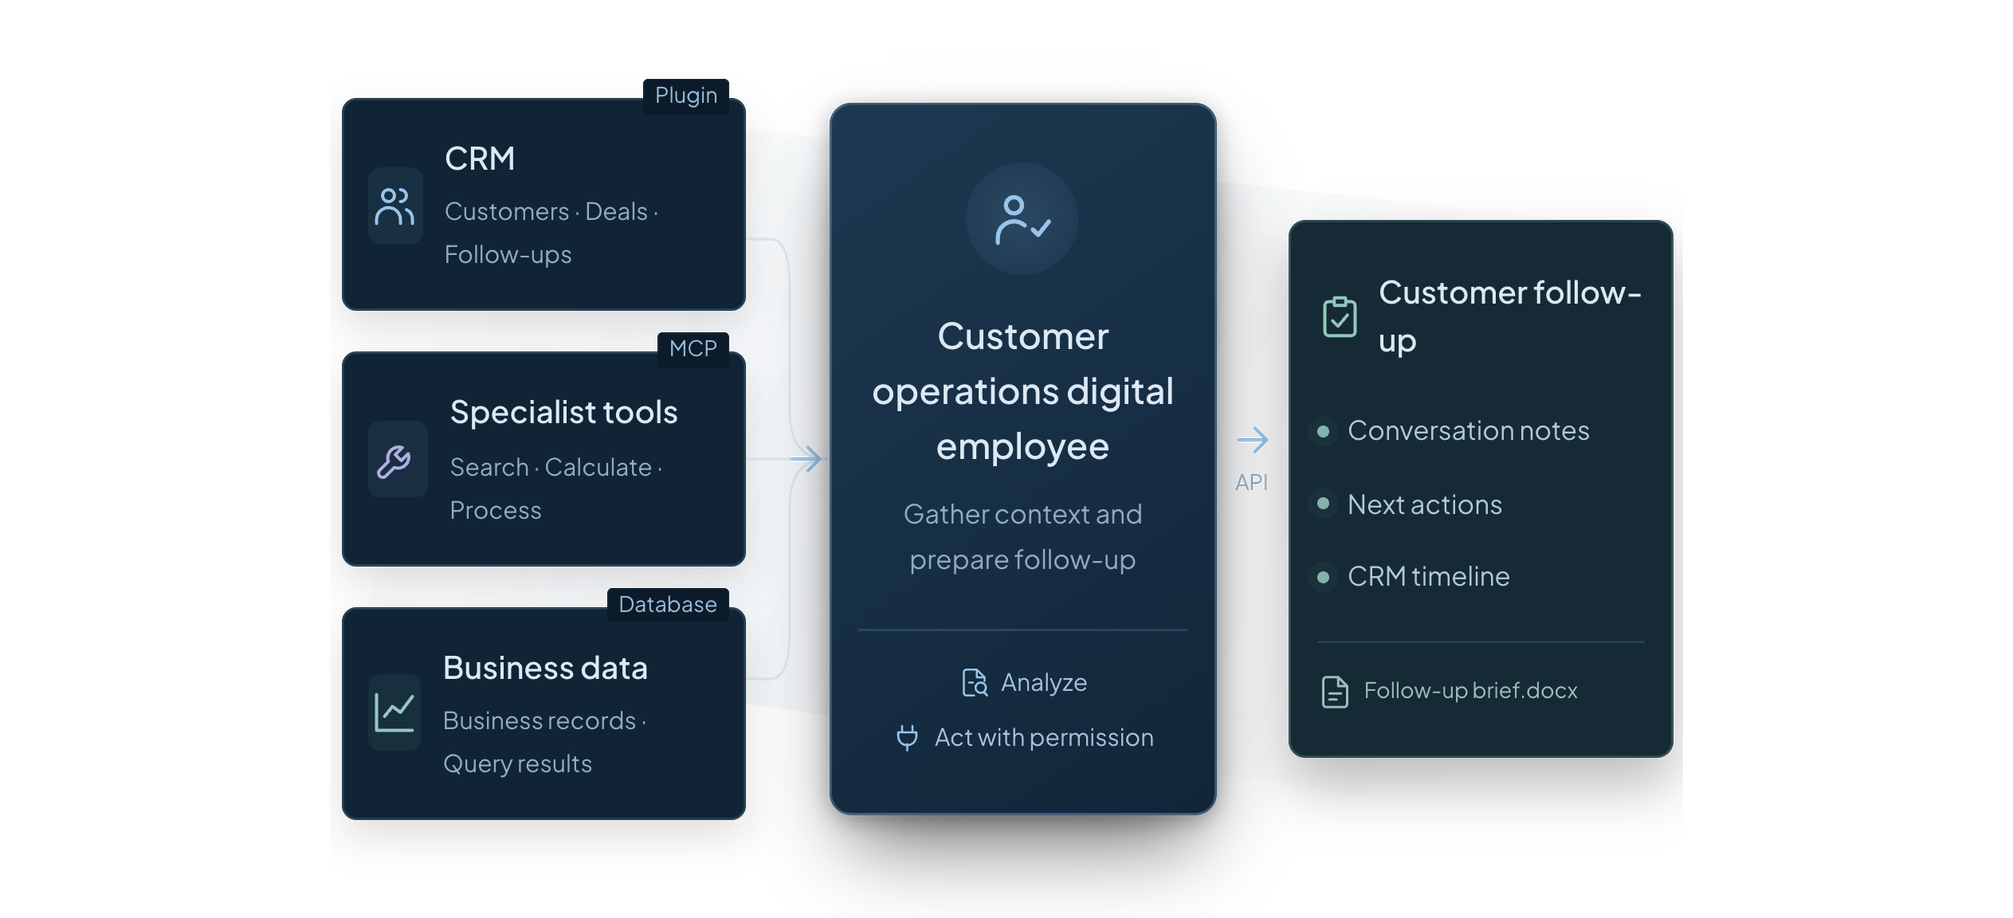 Plugin
CRM
Customers · Deals ·
Follow-ups
MCP
Specialist tools
Search · Calculate ·
Process
Database
Business data
Business records ·
Query results
Customer
operations digital
employee
Gather context and
prepare follow-up
Analyze
Act with permission
API
Customer follow-
up
Conversation notes
Next actions
CRM timeline
Follow-up brief.docx